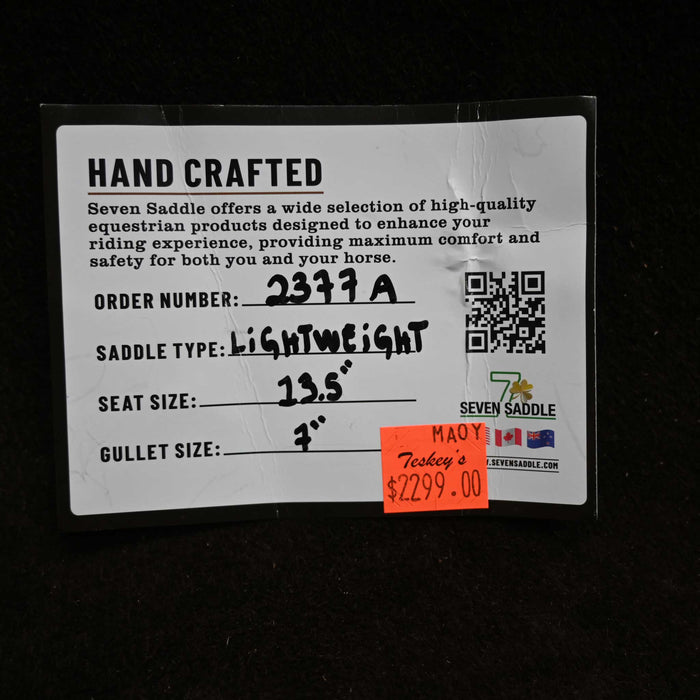 HAND CRAFTED
Seven Saddle offers a wide selection of high-quality
equestrian products designed to enhance your
riding experience, providing maximum comfort and
safety for both you and your horse.
ORDER NUMBER: 2377 A
SADDLE TYPE: LiGHTWEiGHT
SEAT SIZE: 13.5"
GULLET SIZE: 7"
7
SEVEN SADDLE
.SEVENSADDLE.COM
MAOY
Teskey's
$2299.00